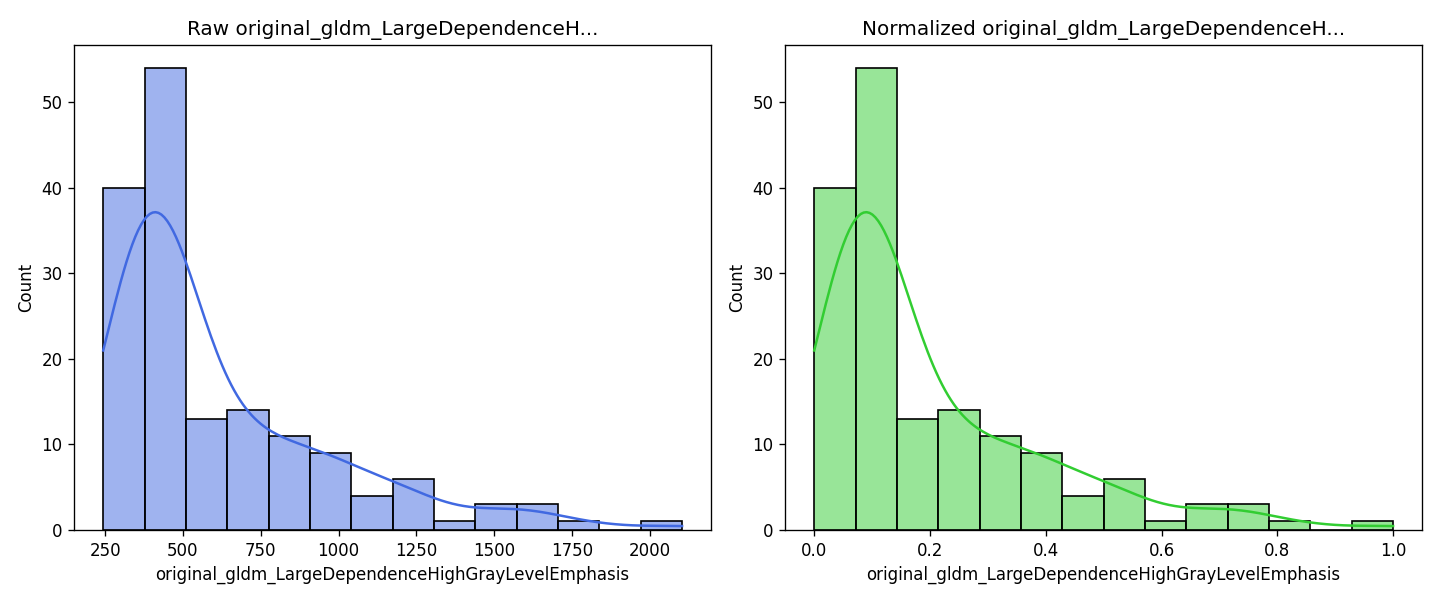 Raw original_gldm_LargeDependenceH...
50
40
30
20
10
0
Count
250 500 750 1000 1250 1500 1750 2000
original_gldm_LargeDependenceHighGrayLevelEmphasis
Normalized original_gldm_LargeDependenceH...
50
40
30
20
10
0
Count
0.0 0.2 0.4 0.6 0.8 1.0
original_gldm_LargeDependenceHighGrayLevelEmphasis